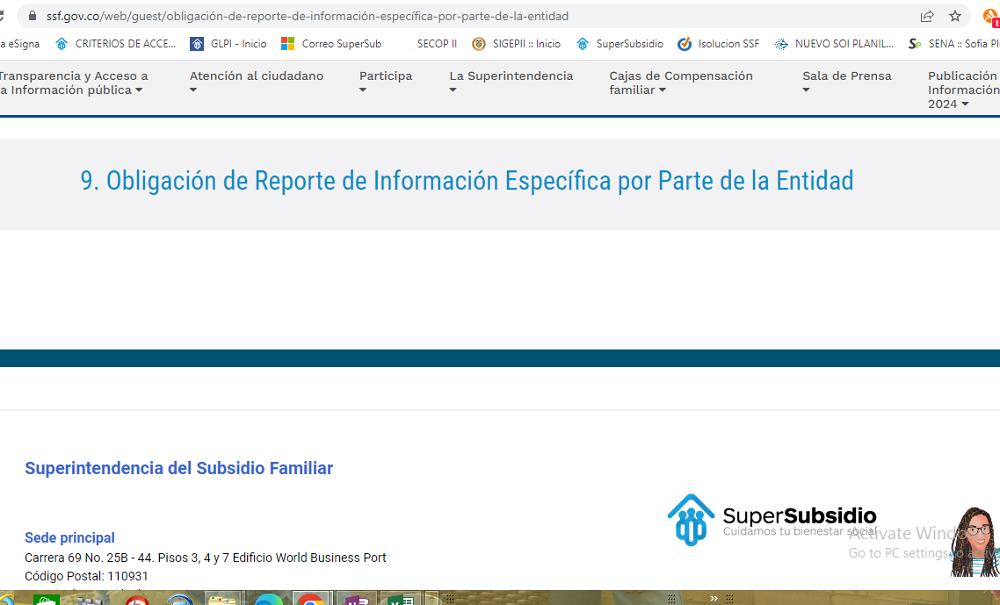 ssf.gov.co/web/guest/obligación-de-reporte-de-información-específica-por-parte-de-la-entidad
a eSigna CRITERIOS DE ACCE... GLPI - Inicio Correo SuperSub SECOP II SIGEPII :: Inicio SuperSubsidio Isolucion SSF NUEVO SOI PLANIL... SENA :: Sofia Pl
Transparencia y Acceso a
a Información pública
Atención al ciudadano
Participa
La Superintendencia
Cajas de Compensación
familiar
Sala de Prensa
Publicación
Información
2024
9. Obligación de Reporte de Información Específica por Parte de la Entidad
Superintendencia del Subsidio Familiar
SuperSubsidio
Cuidamos tu bienestar social
Activate Wind
Go to PC settings to activa
Sede principal
Carrera 69 No. 25B - 44. Pisos 3, 4 y 7 Edificio World Business Port
Código Postal: 110931